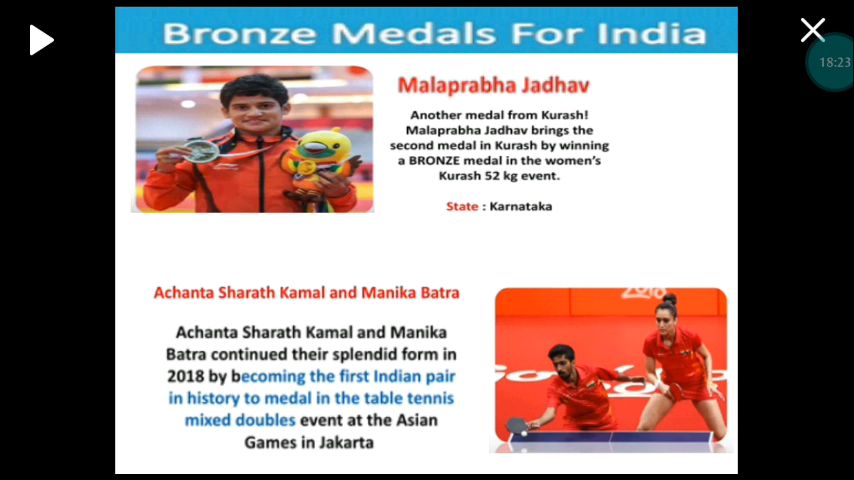 Bronze Medals For India
18:23
Malaprabha Jadhav
Another medal from Kurash!
Malaprabha Jadhav brings the
second medal in Kurash by winning
a BRONZE medal in the women's
Kurash 52 kg event.
State : Karnataka
Achanta Sharath Kamal and Manika Batra
Achanta Sharath Kamal and Manika
Batra continued their splendid form in
2018 by becoming the first Indian pair
in history to medal in the table tennis
mixed doubles event at the Asian
Games in Jakarta
2018